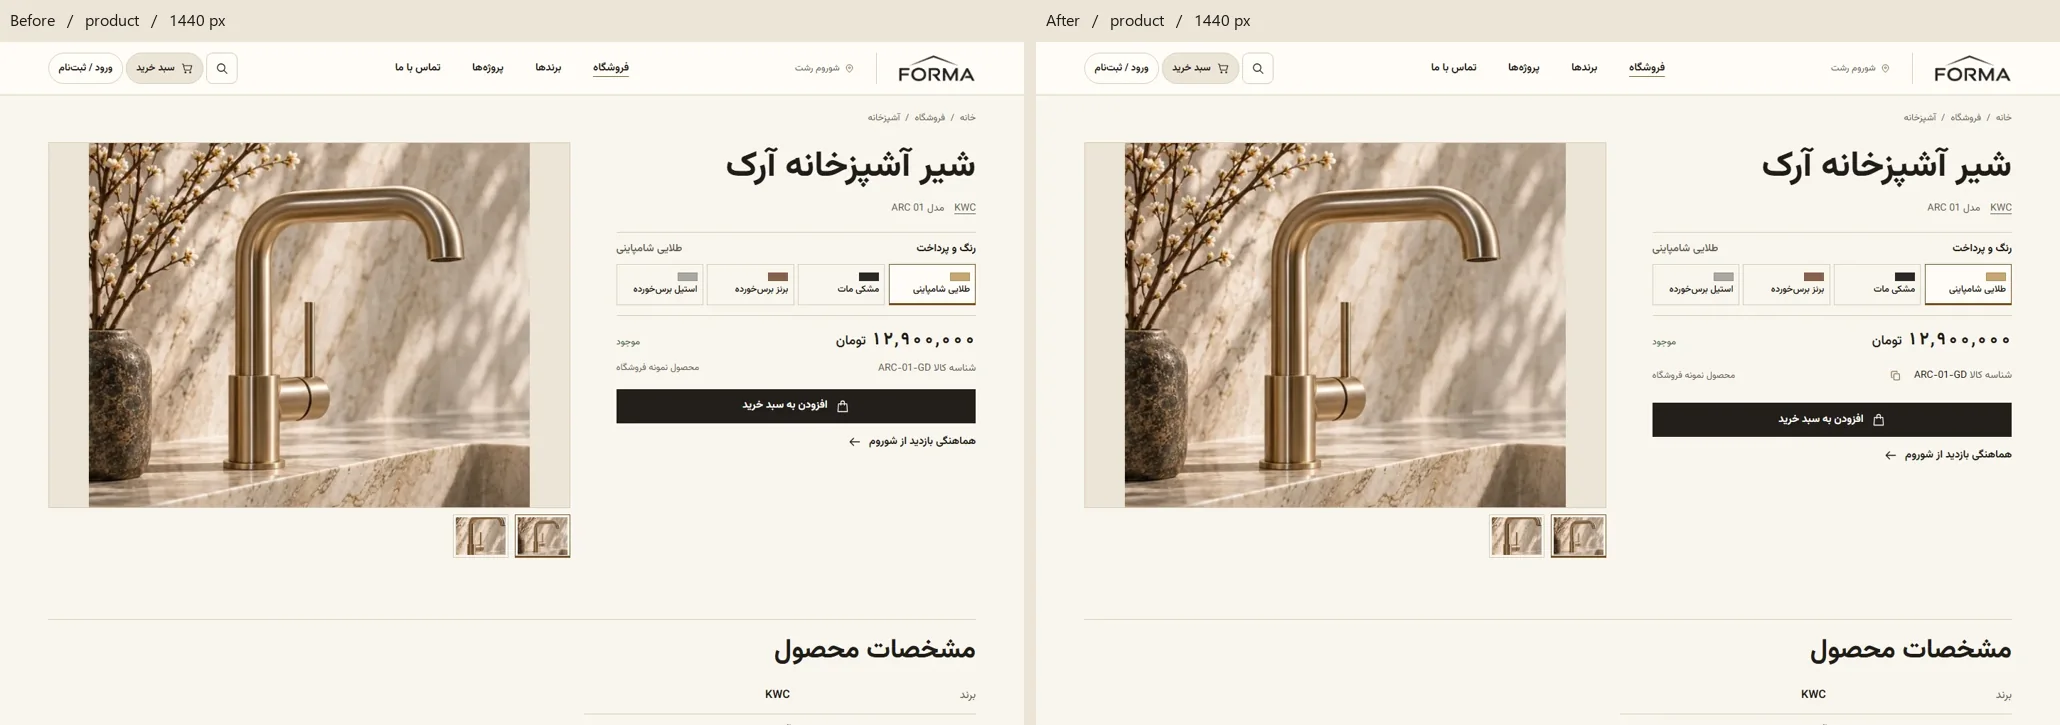 Before / product / 1440 px
FORMA
شوروم رشت
فروشگاه
برندها
پروژه‌ها
تماس با ما
سبد خرید
ورود / ثبت‌نام
خانه / فروشگاه / آشپزخانه
شیر آشپزخانه آرک
KWC مدل ARC 01
رنگ و پرداخت
طلایی شامپاینی
طلایی شامپاینی
مشکی مات
برنز برس‌خورده
استیل برس‌خورده
۱۲,۹۰۰,۰۰۰ تومان
موجود
شناسه کالا ARC-01-GD
محصول نمونه فروشگاه
افزودن به سبد خرید
هماهنگی بازدید از شوروم
مشخصات محصول
برند
KWC
After / product / 1440 px
FORMA
شوروم رشت
فروشگاه
برندها
پروژه‌ها
تماس با ما
سبد خرید
ورود / ثبت‌نام
خانه / فروشگاه / آشپزخانه
شیر آشپزخانه آرک
KWC مدل ARC 01
رنگ و پرداخت
طلایی شامپاینی
طلایی شامپاینی
مشکی مات
برنز برس‌خورده
استیل برس‌خورده
۱۲,۹۰۰,۰۰۰ تومان
موجود
شناسه کالا ARC-01-GD
محصول نمونه فروشگاه
افزودن به سبد خرید
هماهنگی بازدید از شوروم
مشخصات محصول
برند
KWC